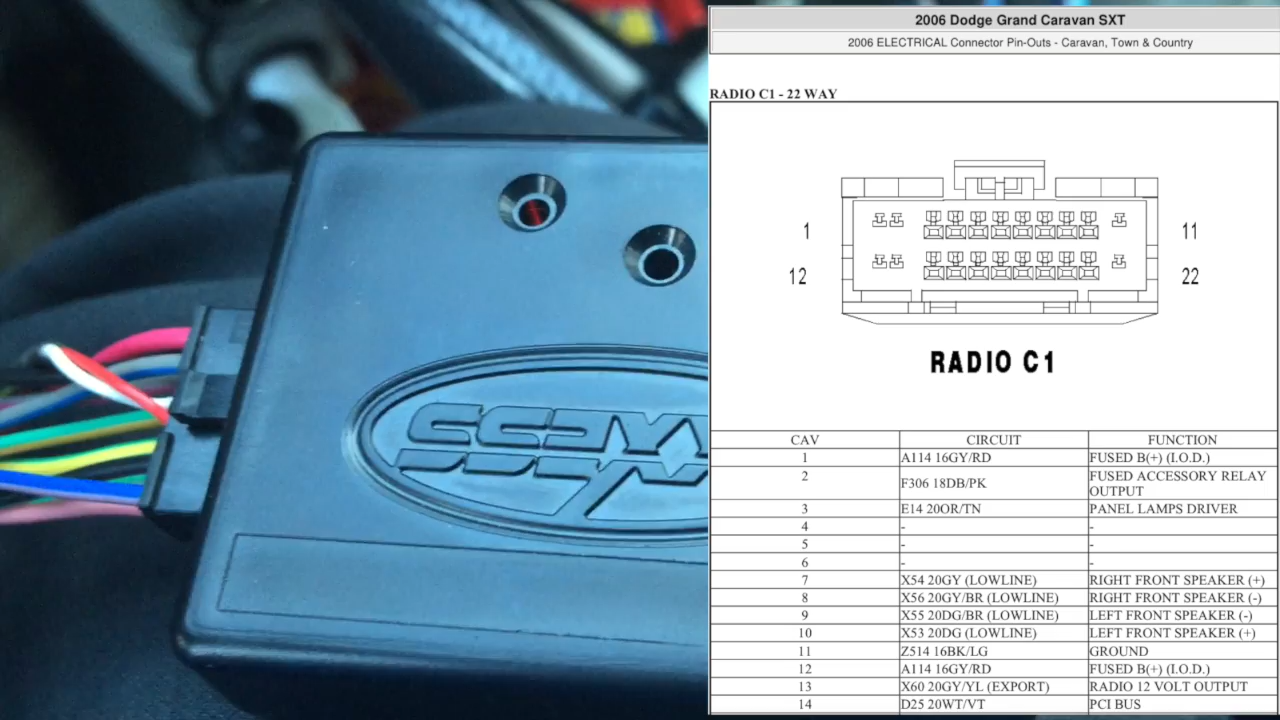 2006 Dodge Grand Caravan SXT
2006 ELECTRICAL Connector Pin-Outs - Caravan, Town & Country
RADIO C1 - 22 WAY
1
11
12
22
RADIO C1
CAV CIRCUIT FUNCTION
1 A114 16GY/RD FUSED B(+) (I.O.D.)
2 F306 18DB/PK FUSED ACCESSORY RELAY OUTPUT
3 E14 20OR/TN PANEL LAMPS DRIVER
4 - -
5 - -
6 - -
7 X54 20GY (LOWLINE) RIGHT FRONT SPEAKER (+)
8 X56 20GY/BR (LOWLINE) RIGHT FRONT SPEAKER (-)
9 X55 20DG/BR (LOWLINE) LEFT FRONT SPEAKER (-)
10 X53 20DG (LOWLINE) LEFT FRONT SPEAKER (+)
11 Z514 16BK/LG GROUND
12 A114 16GY/RD FUSED B(+) (I.O.D.)
13 X60 20GY/YL (EXPORT) RADIO 12 VOLT OUTPUT
14 D25 20WT/VT PCI BUS